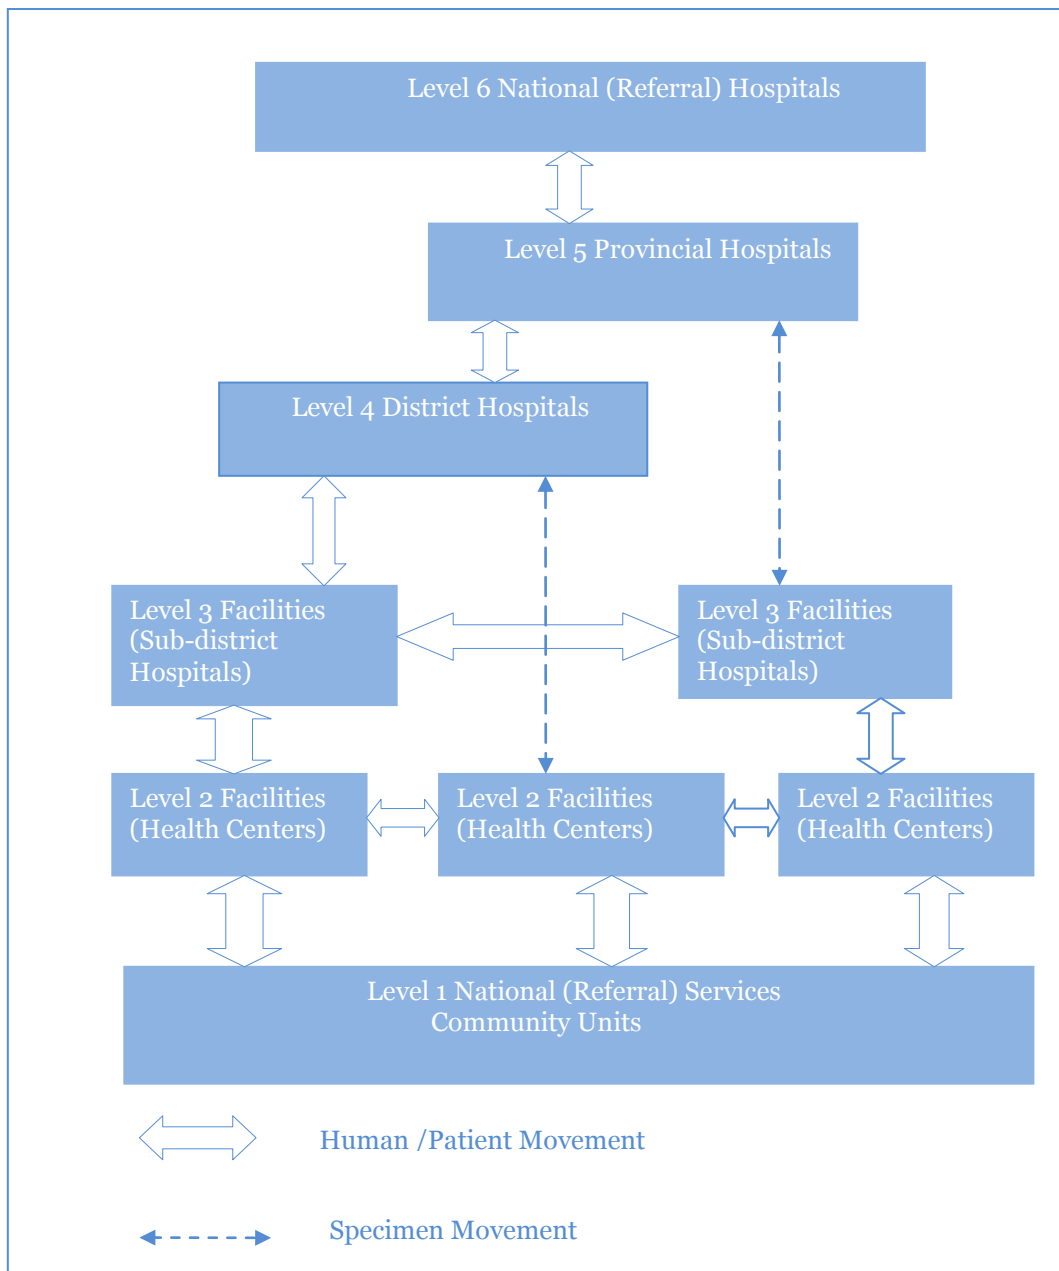 Level 6 National (Referral) Hospitals
Level 5 Provincial Hospitals
Level 4 District Hospitals
Level 3 Facilities
(Sub-district
Hospitals)
Level 3 Facilities
(Sub-district
Hospitals)
Level 2 Facilities
(Health Centers)
Level 2 Facilities
(Health Centers)
Level 2 Facilities
(Health Centers)
Level 1 National (Referral) Services
Community Units
Human /Patient Movement
Specimen Movement